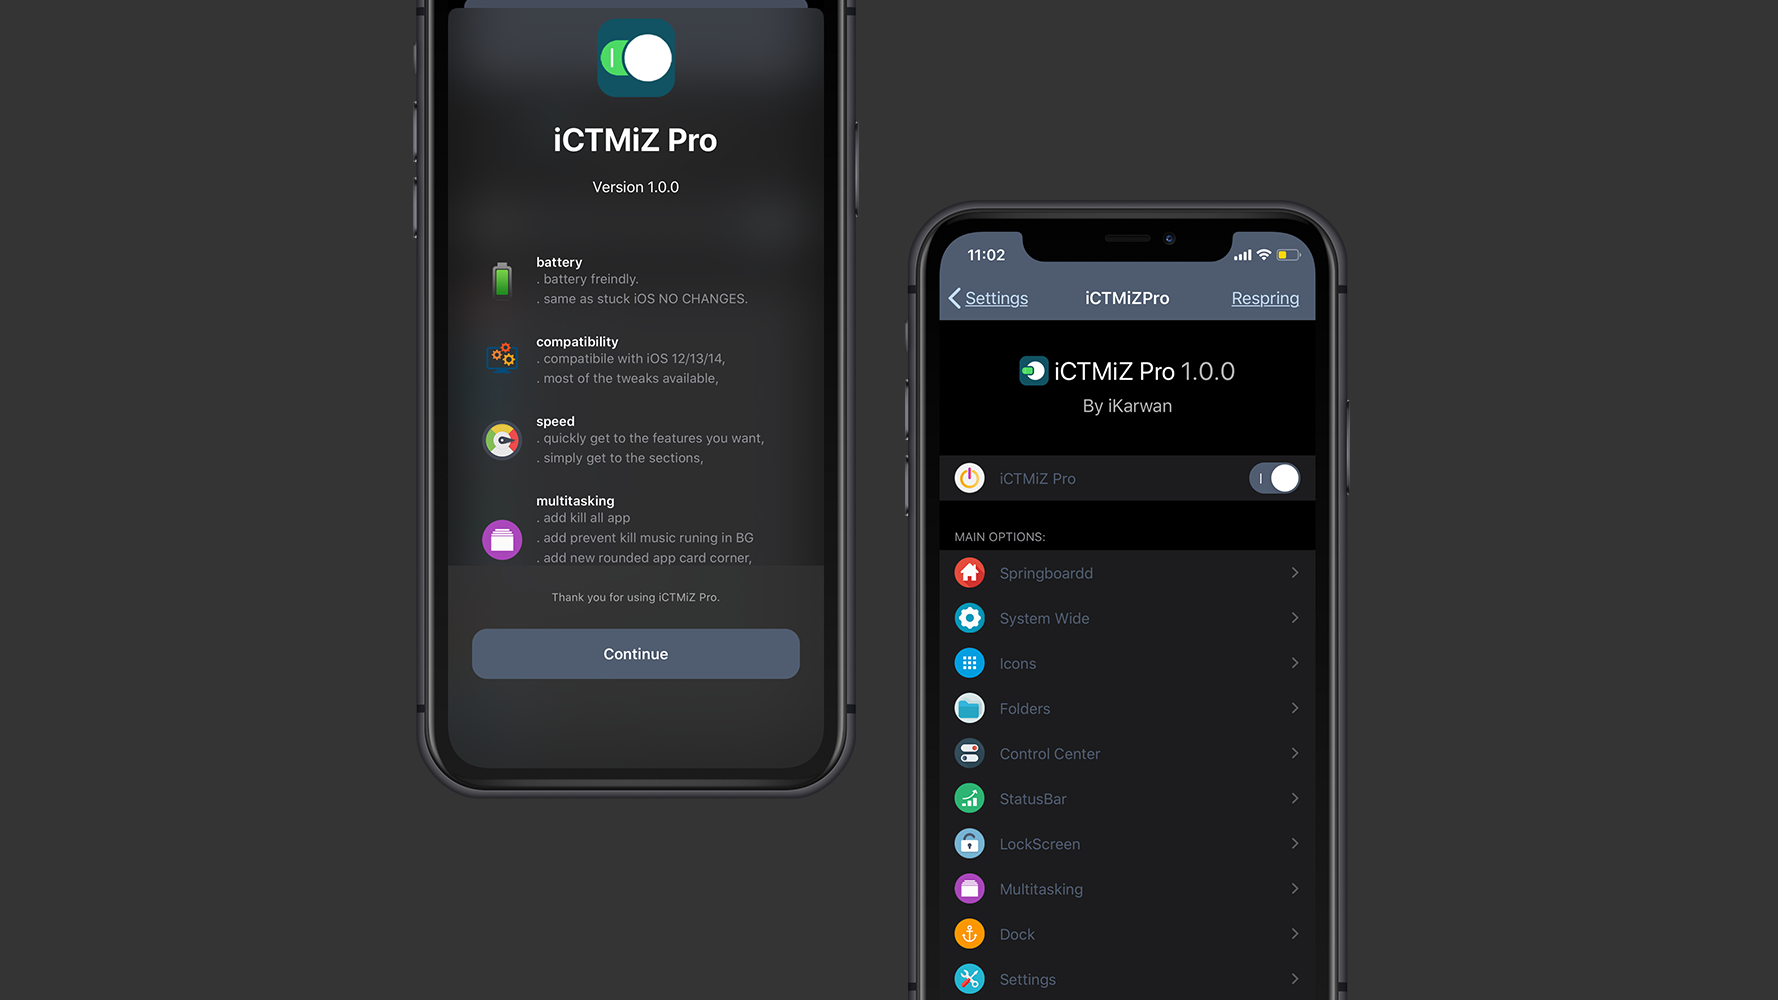 iCTMiZ Pro
Version 1.0.0
battery
. battery freindly.
. same as stuck iOS NO CHANGES.
compatibility
. compatibile with iOS 12/13/14,
. most of the tweaks available,
speed
. quickly get to the features you want,
. simply get to the sections,
multitasking
. add kill all app
. add prevent kill music runing in BG
. add new rounded app card corner,
Thank you for using iCTMiZ Pro.
Continue
11:02
Settings iCTMiZPro Respring
iCTMiZ Pro 1.0.0
By iKarwan
iCTMiZ Pro
MAIN OPTIONS:
Springboardd
System Wide
Icons
Folders
Control Center
StatusBar
LockScreen
Multitasking
Dock
Settings